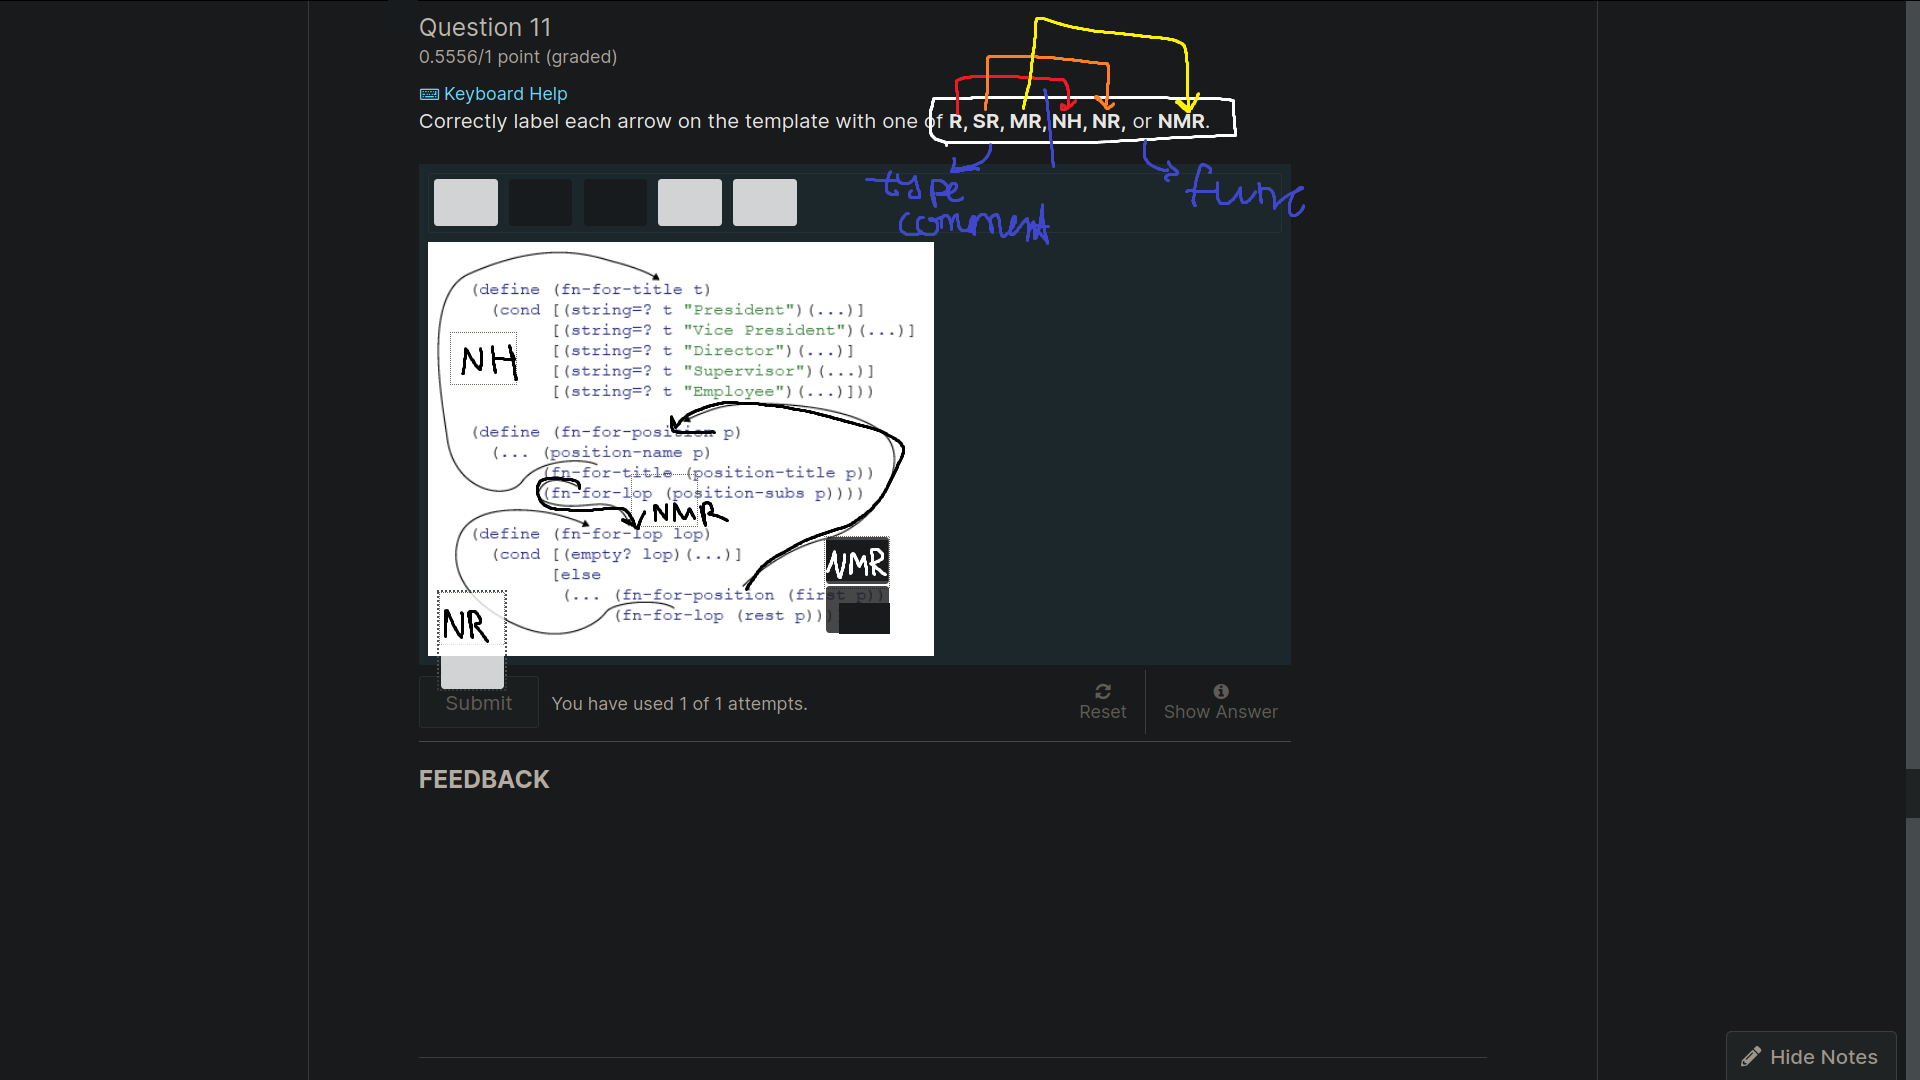 Question 11
0.5556/1 point (graded)
Keyboard Help
Correctly label each arrow on the template with one of R, SR, MR, NH, NR, or NMR.
type comment
func
(define (fn-for-title t)
(cond [(string=? t "President")(...)]
[(string=? t "Vice President")(...)]
[(string=? t "Director")(...)]
[(string=? t "Supervisor")(...)]
[(string=? t "Employee")(...)]))
NH
(define (fn-for-position p)
(... (position-name p)
(fn-for-title (position-title p))
(fn-for-lop (position-subs p))))
NMR
(define (fn-for-lop lop)
(cond [(empty? lop)(...)]
NMR
[else
(... (fn-for-position (first p))
(fn-for-lop (rest p)))
NR
Submit
You have used 1 of 1 attempts.
Reset
Show Answer
FEEDBACK
Hide Notes